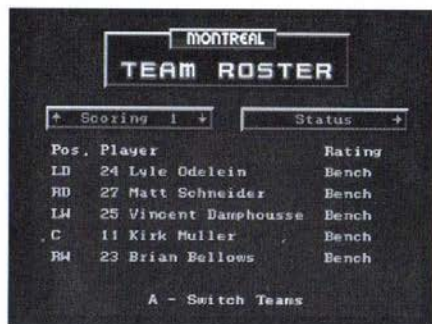 MONTREAL
TEAM ROSTER
↑ Scoring 1 ↓ Status →
Pos. Player Rating
LD 24 Lyle Odelein Bench
RD 27 Matt Schneider Bench
LW 25 Vincent Damphousse Bench
C 11 Kirk Muller Bench
RW 23 Brian Bellows Bench
A - Switch Teams